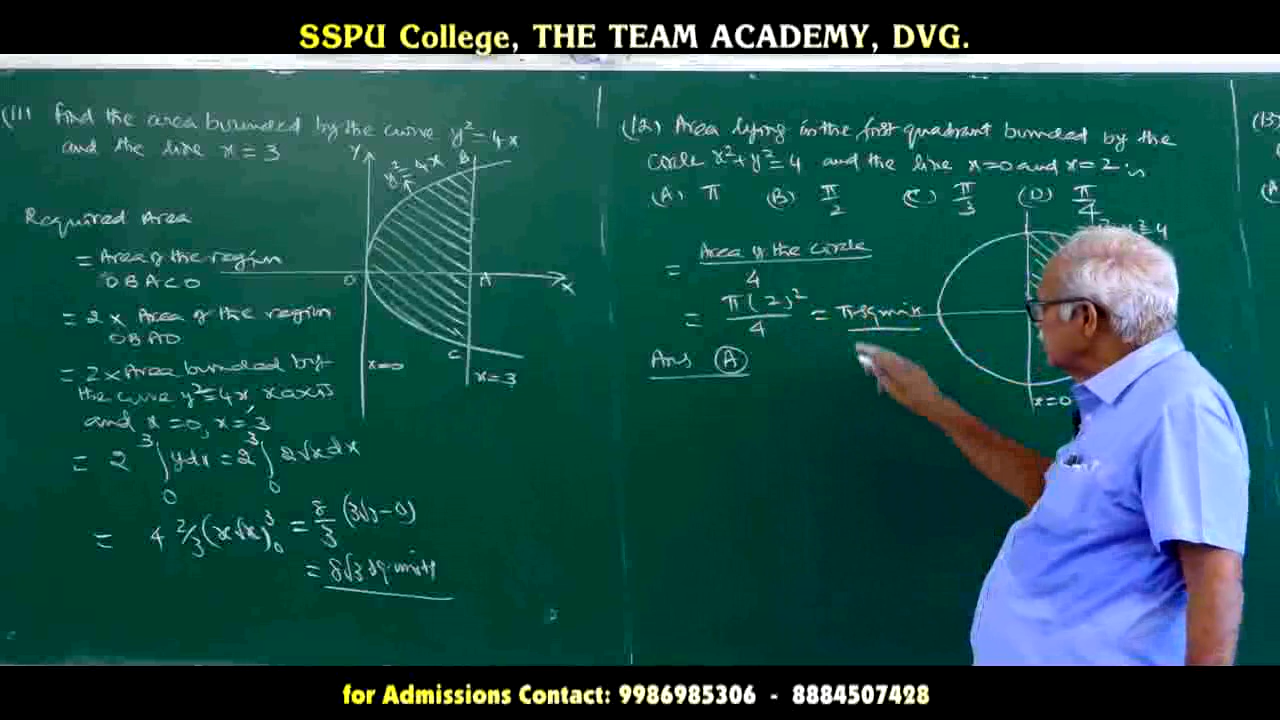 SSPU College, THE TEAM ACADEMY, DVG.
(11) Find the area bounded by the curve y² = 4x
and the line x = 3
Required Area
= Area of the region
OBACO
= 2 × Area of the region
OBAO
= 2 × Area bounded by
the curve y² = 4x, x axis
and x = 0, x = 3
= 2 ∫₀³ y dx = 2 ∫₀³ 2√x dx
= 4 2/3 (x√x)₀³ = 8/3 (3√3 − 0)
= 8√3 sq. units
Y
y² = 4x
B
O
A
X
C
x=0
x = 3
(12) Area lying in the first quadrant bounded by the
circle x² + y² = 4 and the line x = 0 and x = 2 is
(A) π (B) π/2 (C) π/3 (D) π/4
= Area of the Circle / 4
= π(2)² / 4 = π sq units
Ans (A)
x=0
(13)
for Admissions Contact: 9986985306 - 8884507428